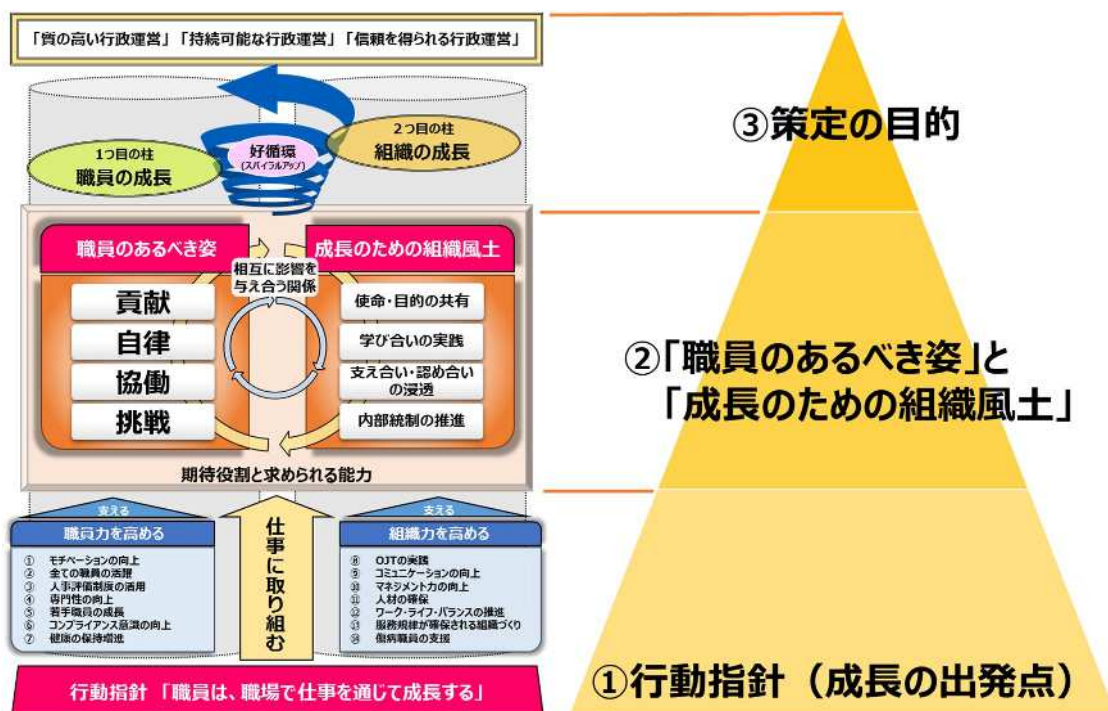 「質の高い行政運営」「持続可能な行政運営」「信頼を得られる行政運営」
1つ目の柱
職員の成長
好循環
(スパイラルアップ)
2つ目の柱
組織の成長
職員のあるべき姿
成長のための組織風土
相互に影響を
与え合う関係
貢献
自律
協働
挑戦
使命・目的の共有
学び合いの実践
支え合い・認め合い
の浸透
内部統制の推進
期待役割と求められる能力
支える
職員力を高める
① モチベーションの向上
② 全ての職員の活躍
③ 人事評価制度の活用
④ 専門性の向上
⑤ 若手職員の成長
⑥ コンプライアンス意識の向上
⑦ 健康の保持増進
仕事に取り組む
支える
組織力を高める
⑧ OJTの実践
⑨ コミュニケーションの向上
⑩ マネジメント力の向上
⑪ 人材の確保
⑫ ワーク・ライフ・バランスの推進
⑬ 服務規律が確保される組織づくり
⑭ 傷病職員の支援
行動指針 「職員は、職場で仕事を通じて成長する」
③策定の目的
②「職員のあるべき姿」と
「成長のための組織風土」
①行動指針（成長の出発点）